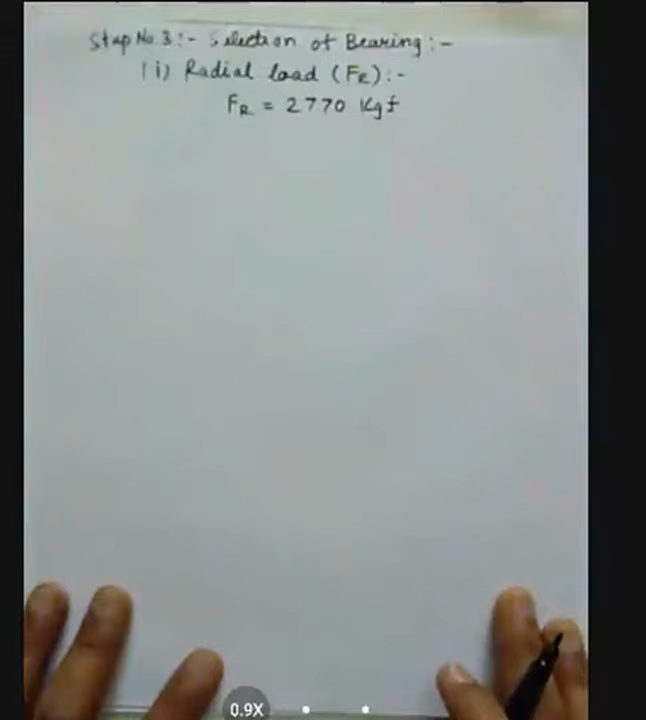 Step No. 3:- Selection of Bearing:-
(i) Radial load (FR):-
FR = 2770 Kgf
0.9X